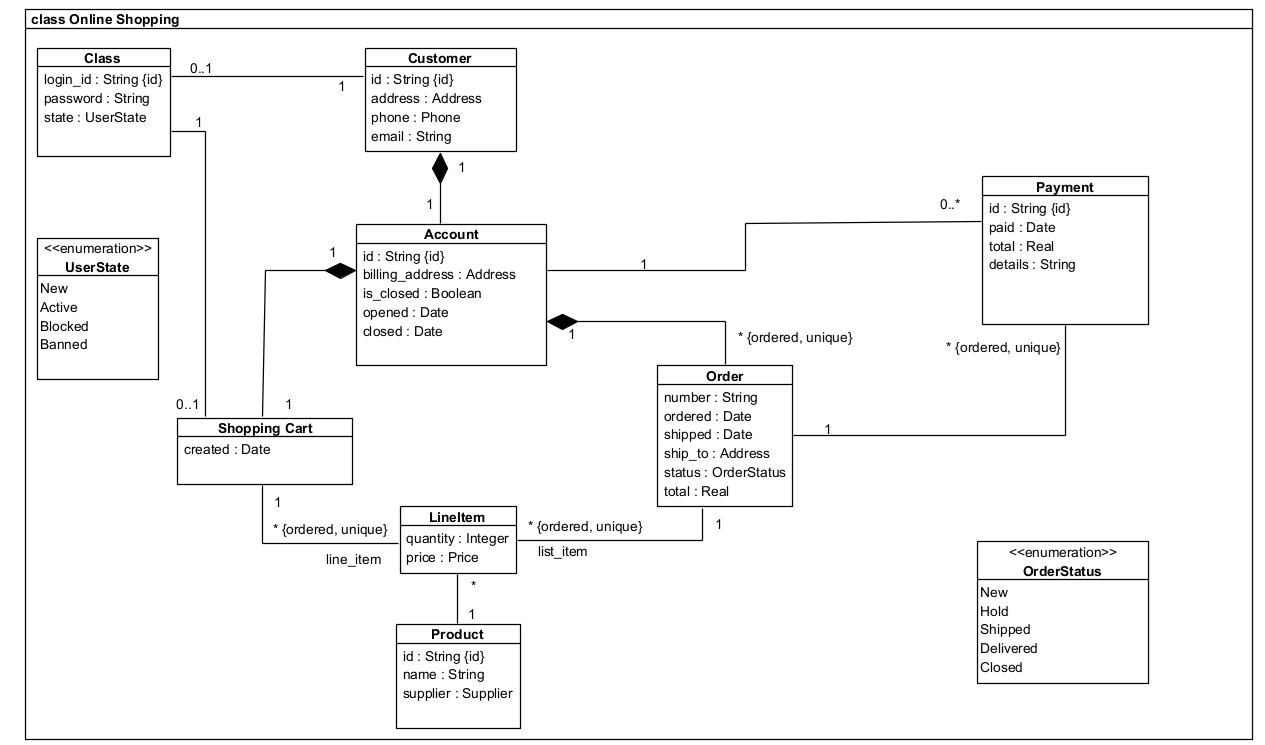 class Online Shopping
Class
login_id : String {id}
password : String
state : UserState
0..1
1
Customer
id : String {id}
address : Address
phone : Phone
email : String
1
1
1
Payment
id : String {id}
paid : Date
total : Real
details : String
0..*
Account
id : String {id}
billing_address : Address
is_closed : Boolean
opened : Date
closed : Date
1
1
1
<<enumeration>>
UserState
New
Active
Blocked
Banned
* {ordered, unique}
* {ordered, unique}
Order
number : String
ordered : Date
shipped : Date
ship_to : Address
status : OrderStatus
total : Real
1
0..1
1
Shopping Cart
created : Date
1
* {ordered, unique}
line_item
LineItem
quantity : Integer
price : Price
* {ordered, unique}
list_item
1
*
1
Product
id : String {id}
name : String
supplier : Supplier
<<enumeration>>
OrderStatus
New
Hold
Shipped
Delivered
Closed